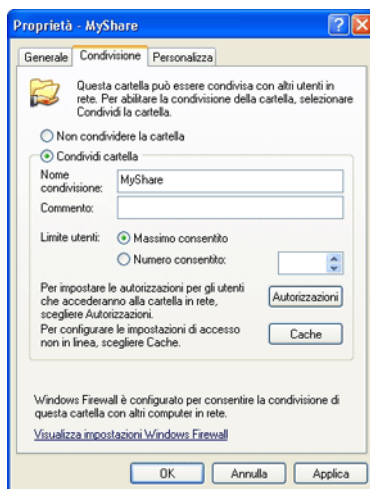 Proprietà - MyShare
Generale Condivisione Personalizza
Questa cartella può essere condivisa con altri utenti in
rete. Per abilitare la condivisione della cartella, selezionare
Condividi la cartella.
Non condividere la cartella
Condividi cartella
Nome
condivisione:
MyShare
Commento:
Limite utenti:
Massimo consentito
Numero consentito:
Per impostare le autorizzazioni per gli utenti
che accederanno alla cartella in rete,
scegliere Autorizzazioni.
Autorizzazioni
Per configurare le impostazioni di accesso
non in linea, scegliere Cache.
Cache
Windows Firewall è configurato per consentire la condivisione di
questa cartella con altri computer in rete.
Visualizza impostazioni Windows Firewall
OK Annulla Applica